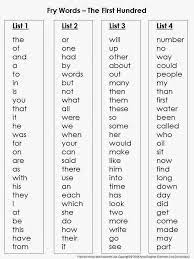 Fry Words – The First Hundred
List 1
the
of
and
a
to
in
is
you
that
it
he
was
for
on
are
as
with
his
they
I
at
be
this
have
from
List 2
or
one
had
by
words
but
not
what
all
were
we
when
your
can
said
there
use
an
each
which
she
do
how
their
if
List 3
will
up
other
about
out
many
then
them
these
so
some
her
would
make
like
him
into
time
has
look
two
more
write
go
see
List 4
number
no
way
could
people
my
than
first
water
been
called
who
now
find
long
down
day
did
get
come
made
may
part